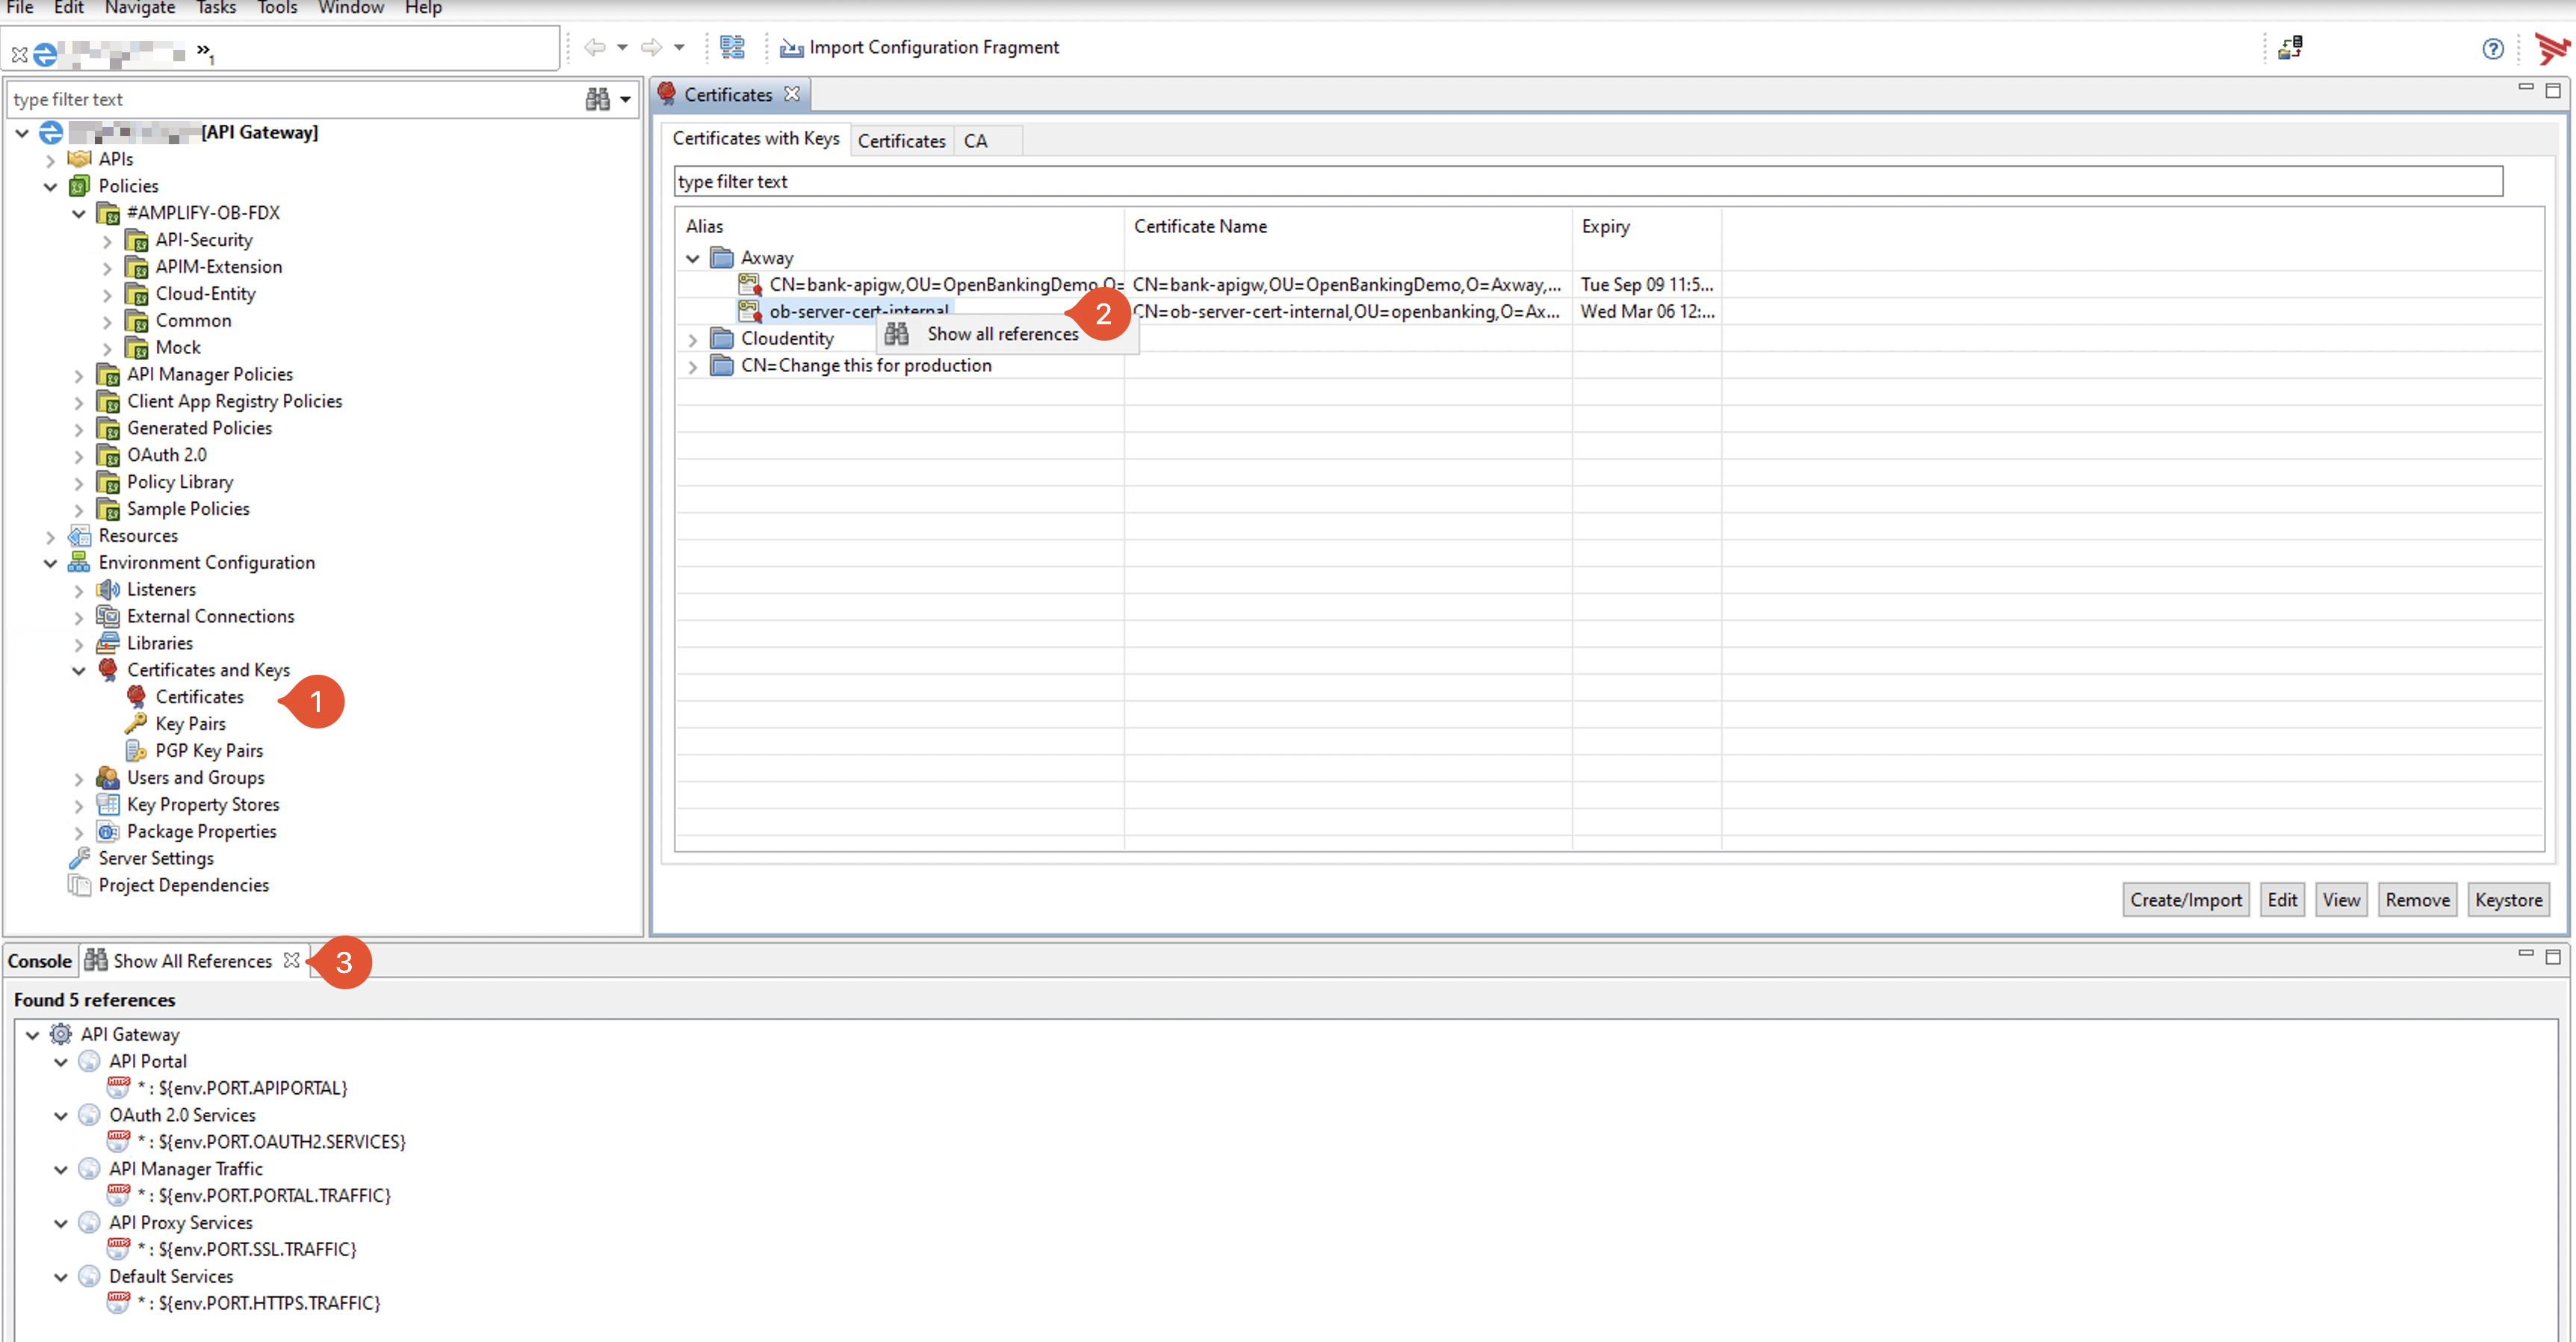 File Edit Navigate Tasks Tools Window Help
»1
Import Configuration Fragment
type filter text
[API Gateway]
APIs
Policies
#AMPLIFY-OB-FDX
API-Security
APIM-Extension
Cloud-Entity
Common
Mock
API Manager Policies
Client App Registry Policies
Generated Policies
OAuth 2.0
Policy Library
Sample Policies
Resources
Environment Configuration
Listeners
External Connections
Libraries
Certificates and Keys
Certificates
1
Key Pairs
PGP Key Pairs
Users and Groups
Key Property Stores
Package Properties
Server Settings
Project Dependencies
Certificates
Certificates with Keys Certificates CA
type filter text
Alias Certificate Name Expiry
Axway
CN=bank-apigw,OU=OpenBankingDemo,O= CN=bank-apigw,OU=OpenBankingDemo,O=Axway,... Tue Sep 09 11:5...
ob-server-cert-internal 2 CN=ob-server-cert-internal,OU=openbanking,O=Ax... Wed Mar 06 12:...
Show all references
Cloudentity
CN=Change this for production
Create/Import Edit View Remove Keystore
Console Show All References 3
Found 5 references
API Gateway
API Portal
* : ${env.PORT.APIPORTAL}
OAuth 2.0 Services
* : ${env.PORT.OAUTH2.SERVICES}
API Manager Traffic
* : ${env.PORT.PORTAL.TRAFFIC}
API Proxy Services
* : ${env.PORT.SSL.TRAFFIC}
Default Services
* : ${env.PORT.HTTPS.TRAFFIC}